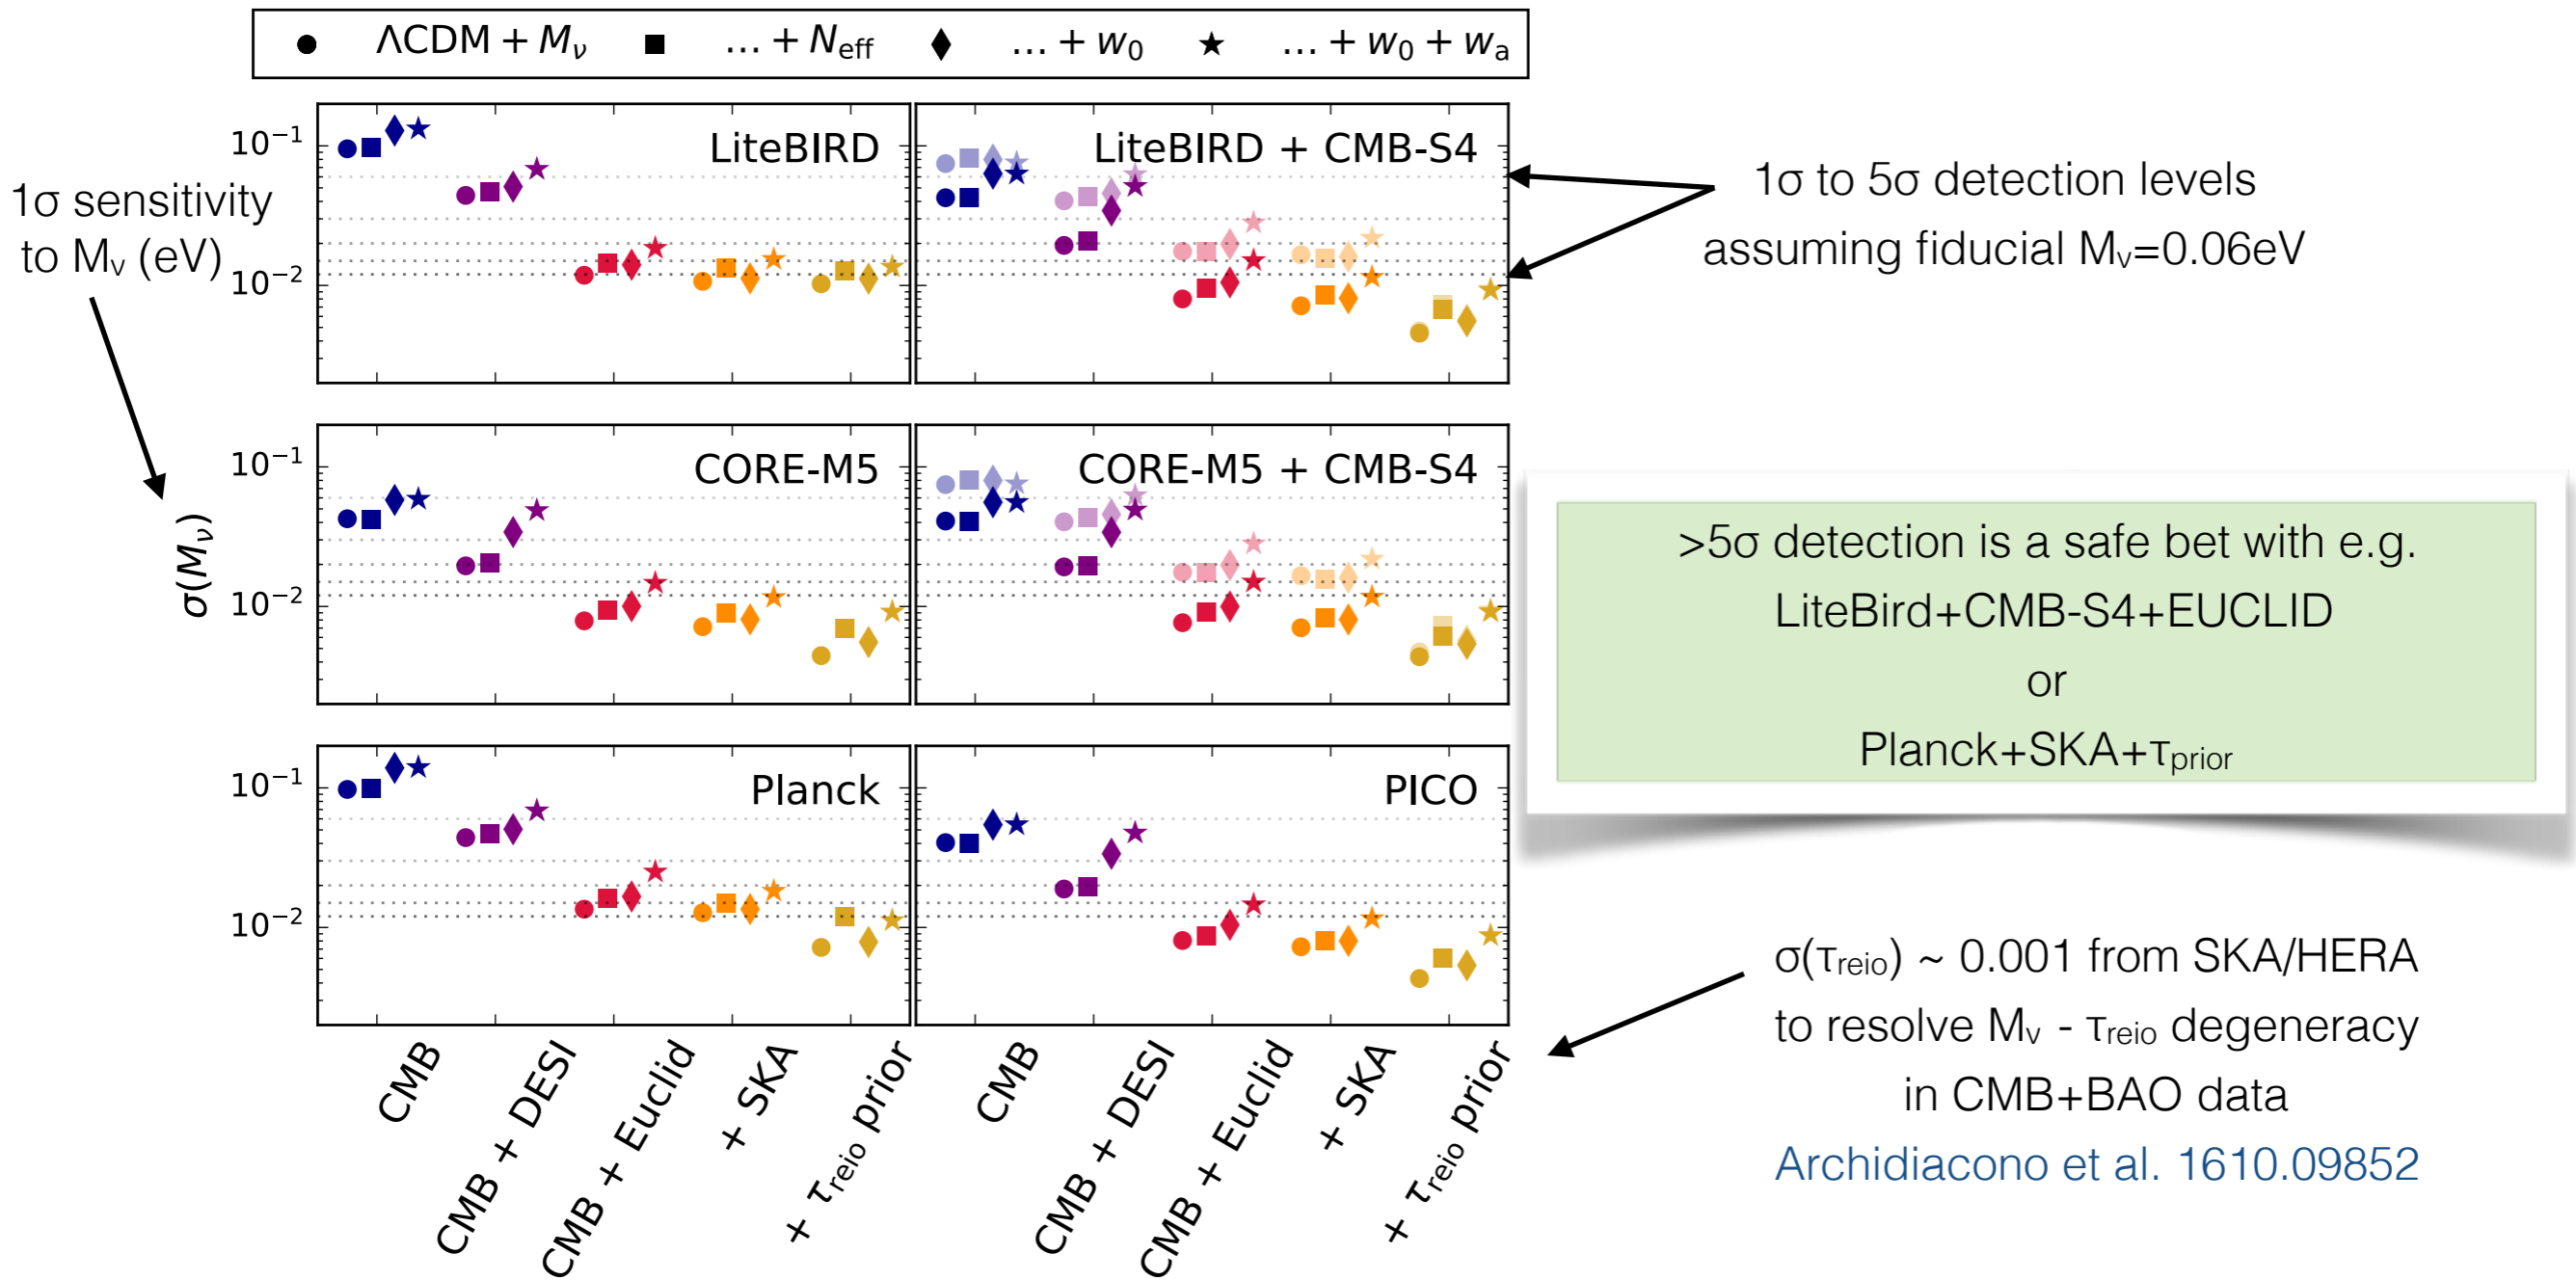 ΛCDM + Mν … + Neff … + w0 … + w0 + wa
LiteBIRD
LiteBIRD + CMB-S4
10−1
10−2
1σ sensitivity
to Mν (eV)
1σ to 5σ detection levels
assuming fiducial Mν=0.06eV
CORE-M5
CORE-M5 + CMB-S4
10−1
10−2
σ(Mν)
>5σ detection is a safe bet with e.g.
LiteBird+CMB-S4+EUCLID
or
Planck+SKA+τprior
Planck
PICO
10−1
10−2
σ(τreio) ~ 0.001 from SKA/HERA
to resolve Mν - τreio degeneracy
in CMB+BAO data
Archidiacono et al. 1610.09852
CMB
CMB + DESI
CMB + Euclid
+ SKA
+ τreio prior
CMB
CMB + DESI
CMB + Euclid
+ SKA
+ τreio prior